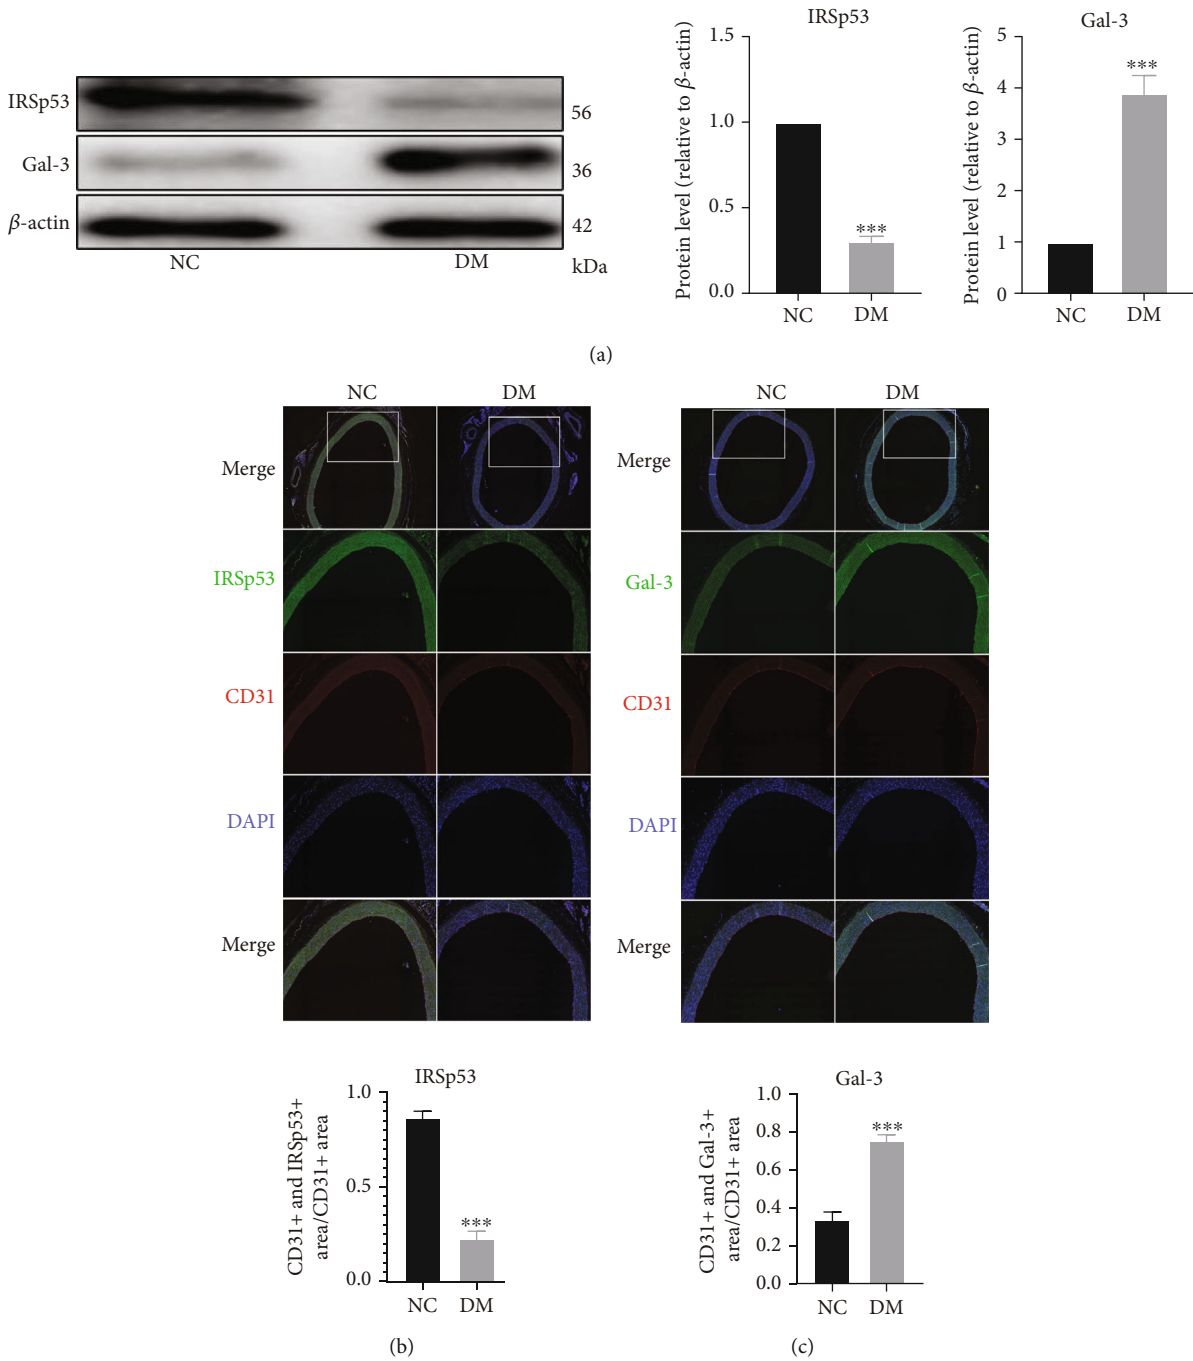 IRSp53
56
Gal-3
36
β-actin
42
NC
DM
kDa
IRSp53
Protein level (relative to β-actin)
1.5
1.0
0.5
0.0
***
NC
DM
Gal-3
Protein level (relative to β-actin)
5
4
3
2
1
0
***
NC
DM
(a)
NC
DM
Merge
IRSp53
CD31
DAPI
Merge
NC
DM
Merge
Gal-3
CD31
DAPI
Merge
IRSp53
CD31+ and IRSp53+
area/CD31+ area
1.0
0.5
0.0
***
NC
DM
(b)
Gal-3
CD31+ and Gal-3+
area/CD31+ area
1.0
0.8
0.6
0.4
0.2
0.0
***
NC
DM
(c)